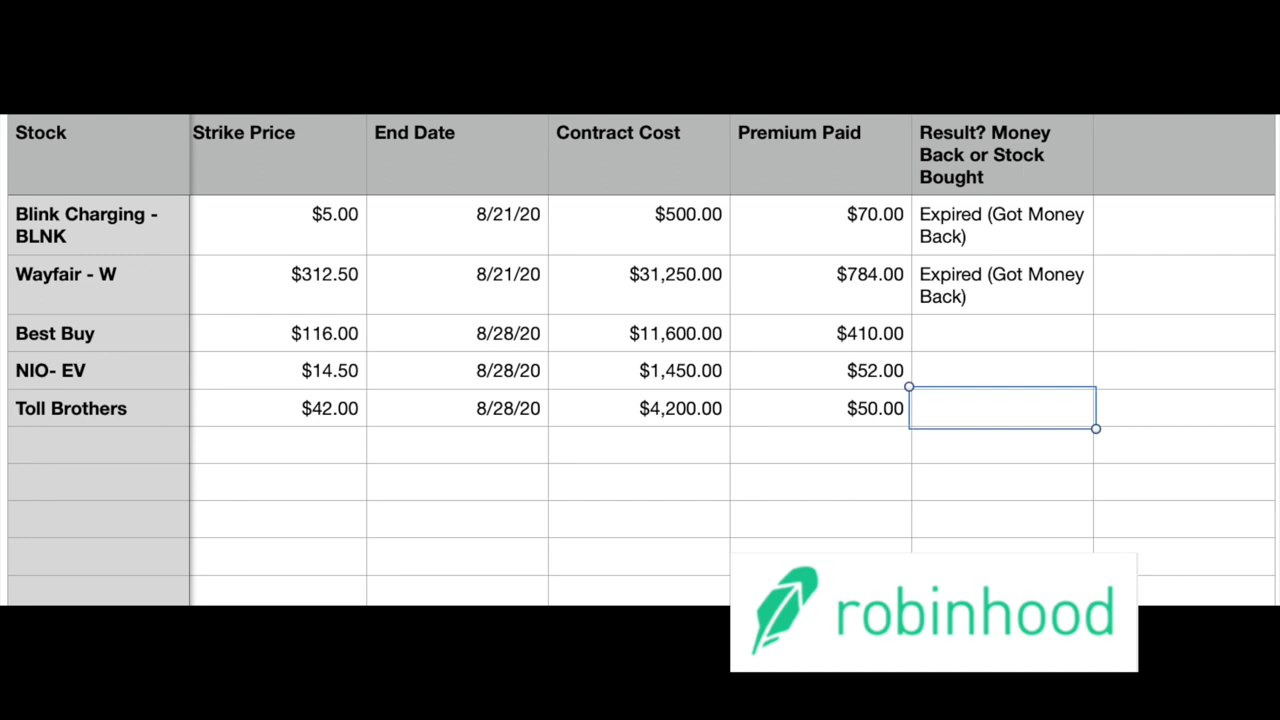 Stock Strike Price End Date Contract Cost Premium Paid Result? Money
Back or Stock
Bought
Blink Charging - $5.00 8/21/20 $500.00 $70.00 Expired (Got Money
BLNK Back)
Wayfair - W $312.50 8/21/20 $31,250.00 $784.00 Expired (Got Money
Back)
Best Buy $116.00 8/28/20 $11,600.00 $410.00
NIO- EV $14.50 8/28/20 $1,450.00 $52.00
Toll Brothers $42.00 8/28/20 $4,200.00 $50.00
robinhood